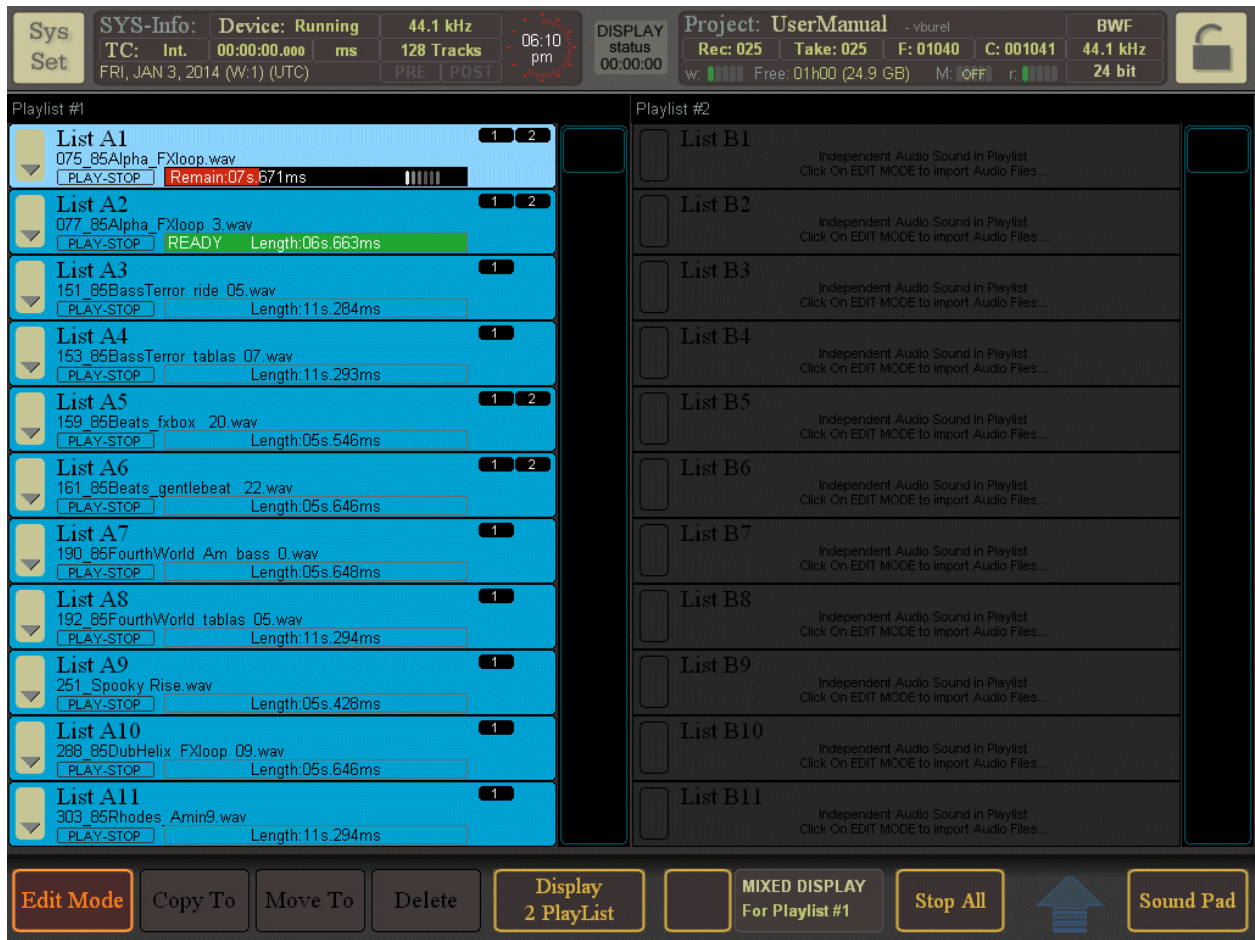 Sys Set
SYS-Info: Device: Running 44.1 kHz
TC: Int. 00:00:00.000 ms 128 Tracks
FRI, JAN 3, 2014 (W:1) (UTC) PRE POST
06:10 pm
DISPLAY status 00:00:00
Project: UserManual - vburel BWF
Rec: 025 Take: 025 F: 01040 C: 001041 44.1 kHz
w: Free: 01h00 (24.9 GB) M: OFF r: 24 bit
Playlist #1
List A1 1 2
075_85Alpha_FXloop.wav
PLAY-STOP Remain:07s.671ms
List A2 1 2
077_85Alpha_FXloop_3.wav
PLAY-STOP READY Length:06s.663ms
List A3 1
151_85BassTerror_ride_05.wav
PLAY-STOP Length:11s.284ms
List A4 1
153_85BassTerror_tablas_07.wav
PLAY-STOP Length:11s.293ms
List A5 1 2
159_85Beats_fxbox_ 20.wav
PLAY-STOP Length:05s.546ms
List A6 1 2
161_85Beats_gentlebeat_ 22.wav
PLAY-STOP Length:05s.646ms
List A7 1
190_85FourthWorld_Am_bass_0.wav
PLAY-STOP Length:05s.648ms
List A8 1
192_85FourthWorld_tablas_05.wav
PLAY-STOP Length:11s.294ms
List A9 1
251_Spooky Rise.wav
PLAY-STOP Length:05s.428ms
List A10 1
288_85DubHelix_FXloop_09.wav
PLAY-STOP Length:05s.646ms
List A11 1
303_85Rhodes_Amin9.wav
PLAY-STOP Length:11s.294ms
Playlist #2
List B1
Independent Audio Sound in Playlist
Click On EDIT MODE to import Audio Files...
List B2
Independent Audio Sound in Playlist
Click On EDIT MODE to import Audio Files...
List B3
Independent Audio Sound in Playlist
Click On EDIT MODE to import Audio Files...
List B4
Independent Audio Sound in Playlist
Click On EDIT MODE to import Audio Files...
List B5
Independent Audio Sound in Playlist
Click On EDIT MODE to import Audio Files...
List B6
Independent Audio Sound in Playlist
Click On EDIT MODE to import Audio Files...
List B7
Independent Audio Sound in Playlist
Click On EDIT MODE to import Audio Files...
List B8
Independent Audio Sound in Playlist
Click On EDIT MODE to import Audio Files...
List B9
Independent Audio Sound in Playlist
Click On EDIT MODE to import Audio Files...
List B10
Independent Audio Sound in Playlist
Click On EDIT MODE to import Audio Files...
List B11
Independent Audio Sound in Playlist
Click On EDIT MODE to import Audio Files...
Edit Mode
Copy To
Move To
Delete
Display
2 PlayList
MIXED DISPLAY
For Playlist #1
Stop All
Sound Pad